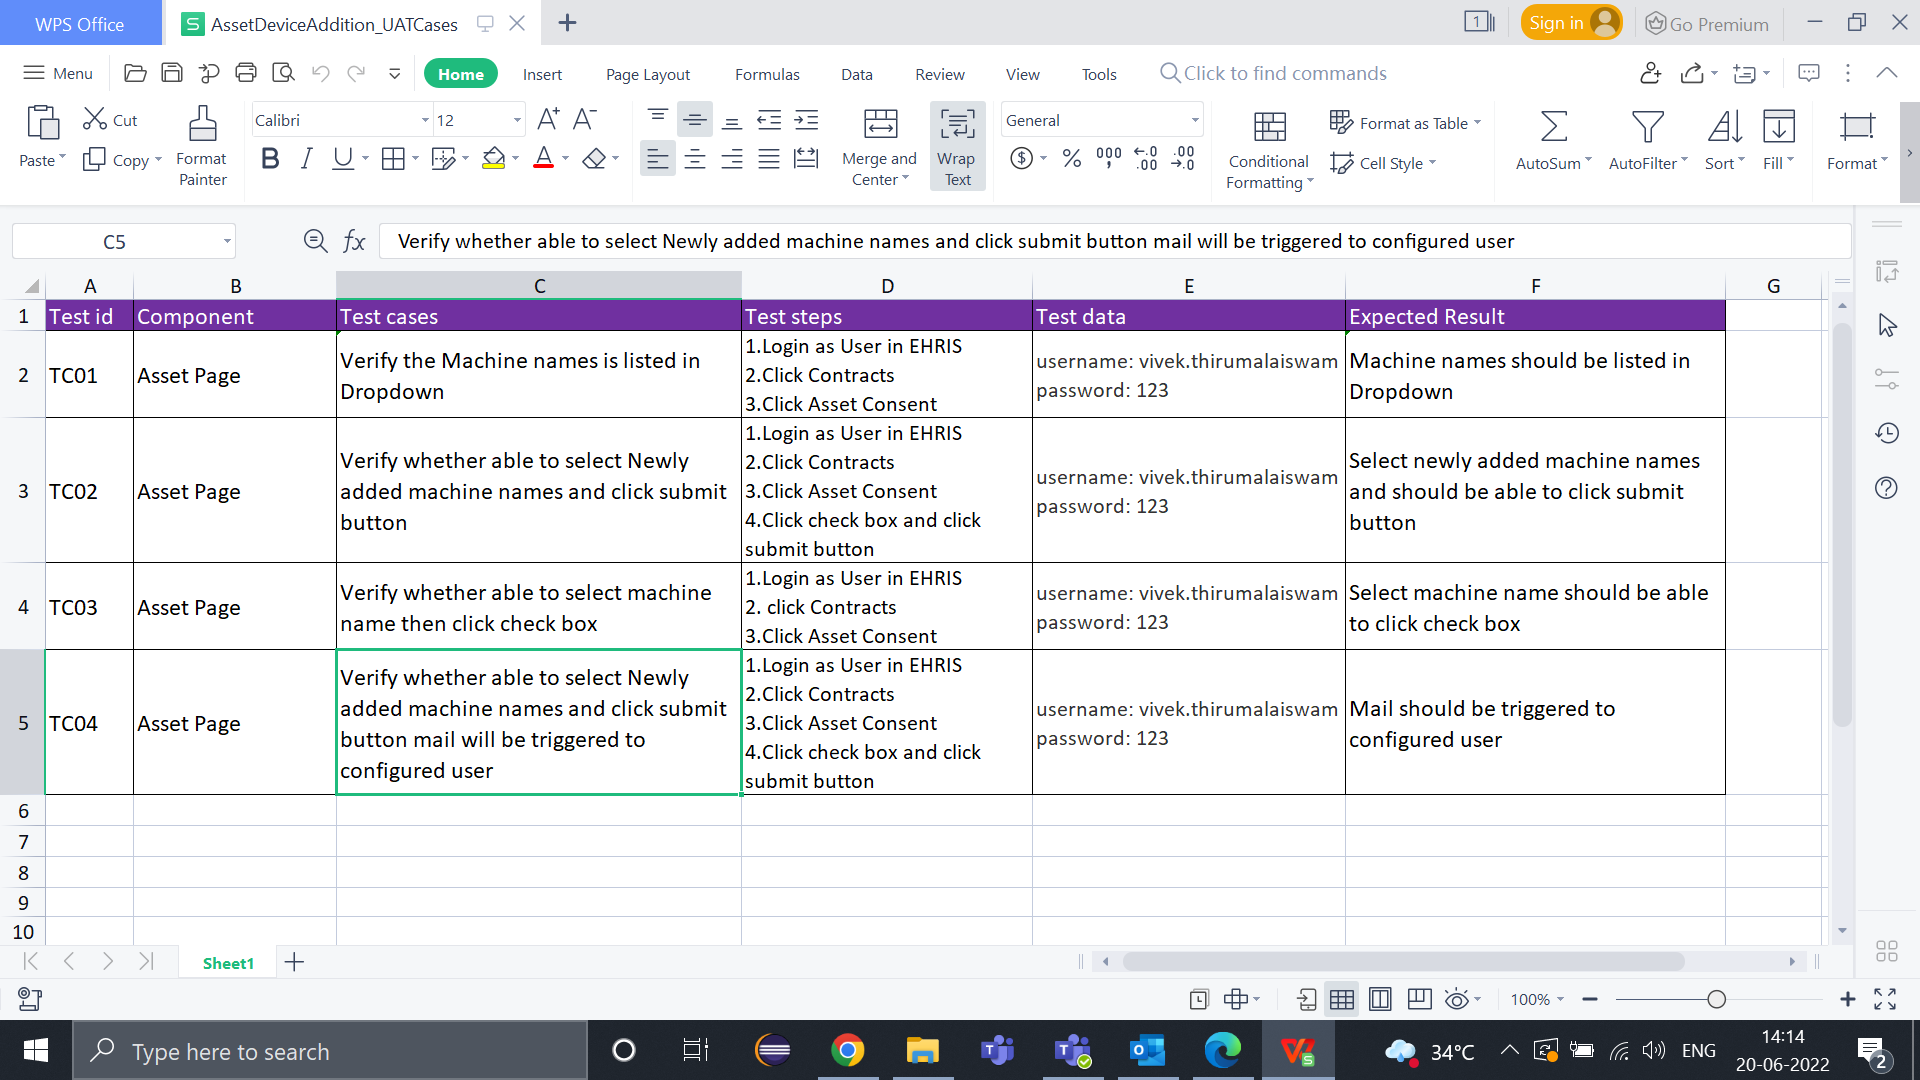 WPS Office
AssetDeviceAddition_UATCases
Sign in
Go Premium
Menu
Home
Insert
Page Layout
Formulas
Data
Review
View
Tools
Click to find commands
Paste
Cut
Copy
Format
Painter
Calibri
12
Merge and
Center
Wrap
Text
General
Conditional
Formatting
Format as Table
Cell Style
AutoSum
AutoFilter
Sort
Fill
Format
C5
Verify whether able to select Newly added machine names and click submit button mail will be triggered to configured user
A B C D E F G
1 Test id Component Test cases Test steps Test data Expected Result
2 TC01 Asset Page
Verify the Machine names is listed in
Dropdown
1.Login as User in EHRIS
2.Click Contracts
3.Click Asset Consent
username: vivek.thirumalaiswam
password: 123
Machine names should be listed in
Dropdown
3 TC02 Asset Page
Verify whether able to select Newly
added machine names and click submit
button
1.Login as User in EHRIS
2.Click Contracts
3.Click Asset Consent
4.Click check box and click
submit button
username: vivek.thirumalaiswam
password: 123
Select newly added machine names
and should be able to click submit
button
4 TC03 Asset Page
Verify whether able to select machine
name then click check box
1.Login as User in EHRIS
2. click Contracts
3.Click Asset Consent
username: vivek.thirumalaiswam
password: 123
Select machine name should be able
to click check box
5 TC04 Asset Page
Verify whether able to select Newly
added machine names and click submit
button mail will be triggered to
configured user
1.Login as User in EHRIS
2.Click Contracts
3.Click Asset Consent
4.Click check box and click
submit button
username: vivek.thirumalaiswam
password: 123
Mail should be triggered to
configured user
6
7
8
9
10
Sheet1
100%
Type here to search
34°C
ENG
14:14
20-06-2022
2